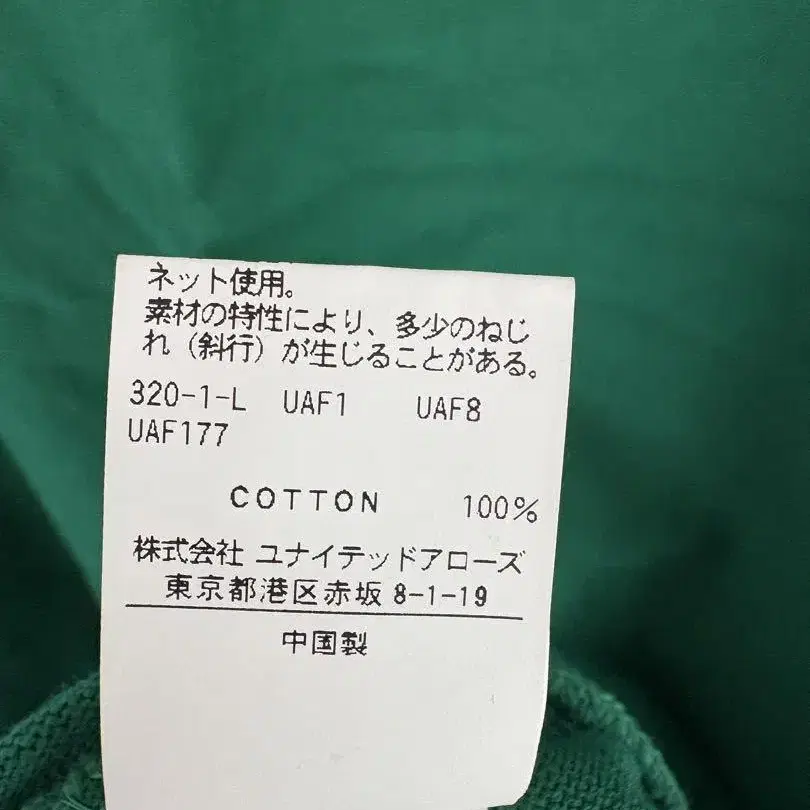 ネット使用。
素材の特性により、多少のねじ
れ（斜行）が生じることがある。
320-1-L UAF1 UAF8
UAF177
COTTON 100%
株式会社 ユナイテッドアローズ
東京都港区赤坂 8-1-19
中国製